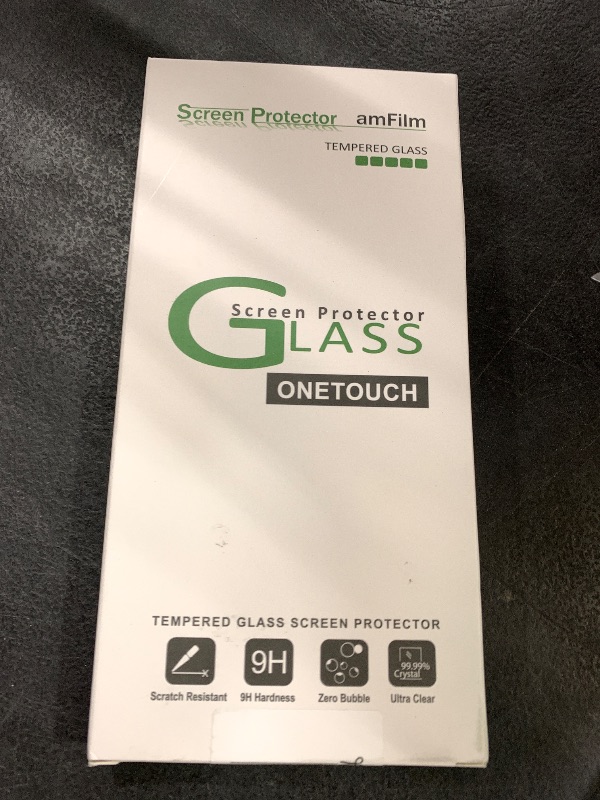 Screen Protector amFilm
TEMPERED GLASS
Screen Protector
GLASS
ONETOUCH
TEMPERED GLASS SCREEN PROTECTOR
9H 99.99%
Crystal
Scratch Resistant 9H Hardness Zero Bubble Ultra Clear